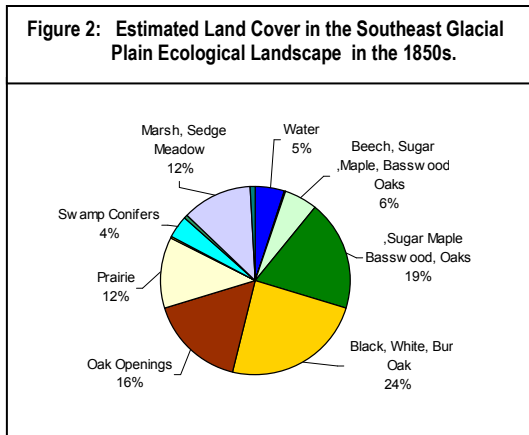 Figure 2: Estimated Land Cover in the Southeast Glacial
Plain Ecological Landscape in the 1850s.
Marsh, Sedge
Meadow
12%
Water
5%
Beech, Sugar
,Maple, Basswood
Oaks
6%
Swamp Conifers
4%
,Sugar Maple
Basswood, Oaks
19%
Prairie
12%
Black, White, Bur
Oak
24%
Oak Openings
16%